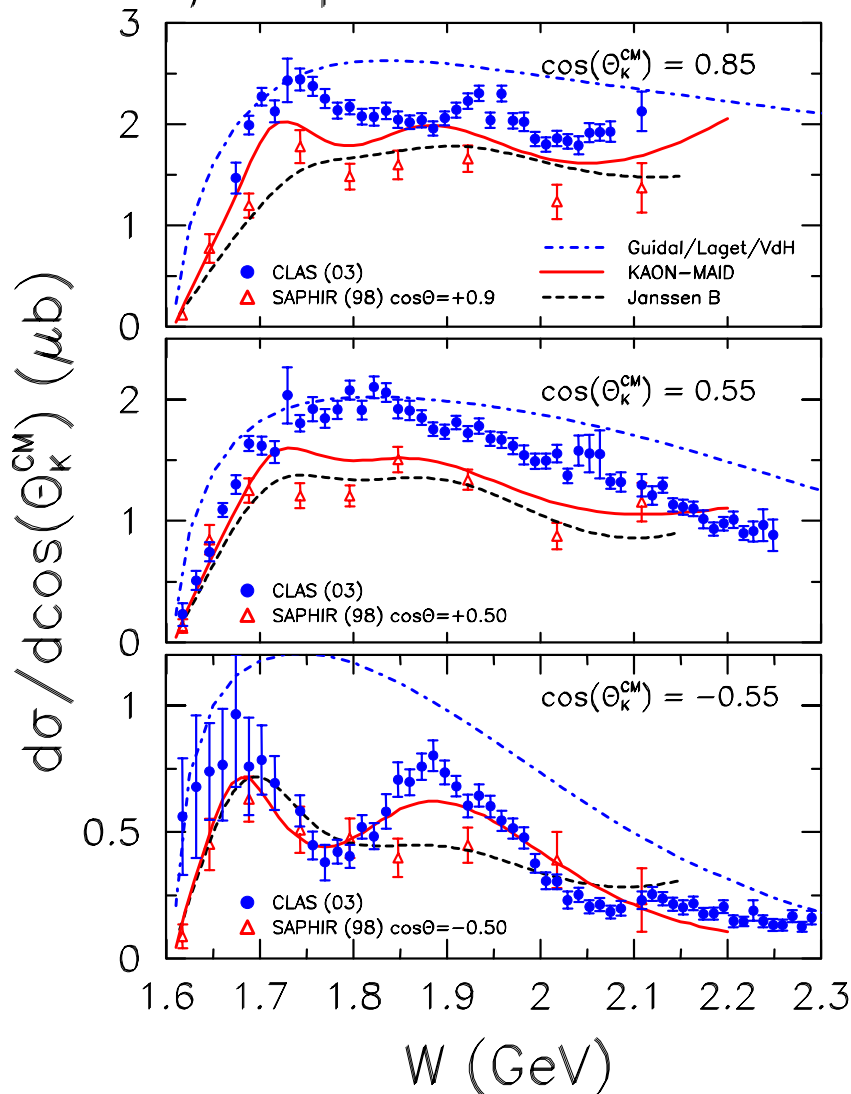 dσ/dcos(Θ_K^CM) (μb)
3
cos(Θ_K^CM) = 0.85
2
1
Guidal/Laget/VdH
CLAS (03)
KAON-MAID
SAPHIR (98) cosΘ=+0.9
Janssen B
0
cos(Θ_K^CM) = 0.55
2
1
CLAS (03)
SAPHIR (98) cosΘ=+0.50
0
cos(Θ_K^CM) = -0.55
1
0.5
CLAS (03)
SAPHIR (98) cosΘ=-0.50
0
1.6 1.7 1.8 1.9 2 2.1 2.2 2.3
W (GeV)